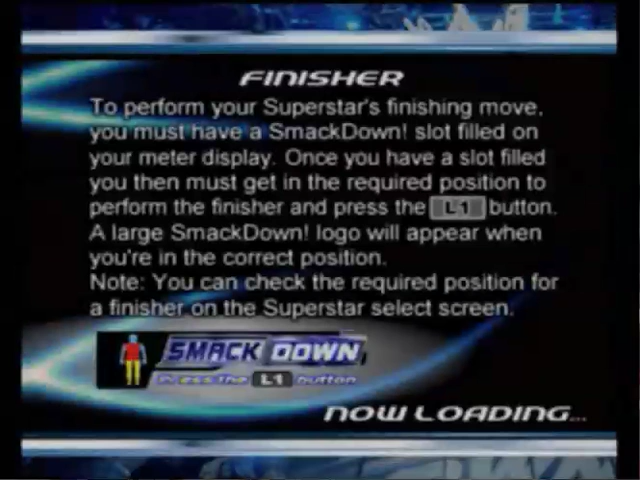 FINISHER
To perform your Superstar's finishing move,
you must have a SmackDown! slot filled on
your meter display. Once you have a slot filled
you then must get in the required position to
perform the finisher and press the L1 button.
A large SmackDown! logo will appear when
you're in the correct position.
Note: You can check the required position for
a finisher on the Superstar select screen.
SMACK DOWN
Press the L1 button
NOW LOADING...